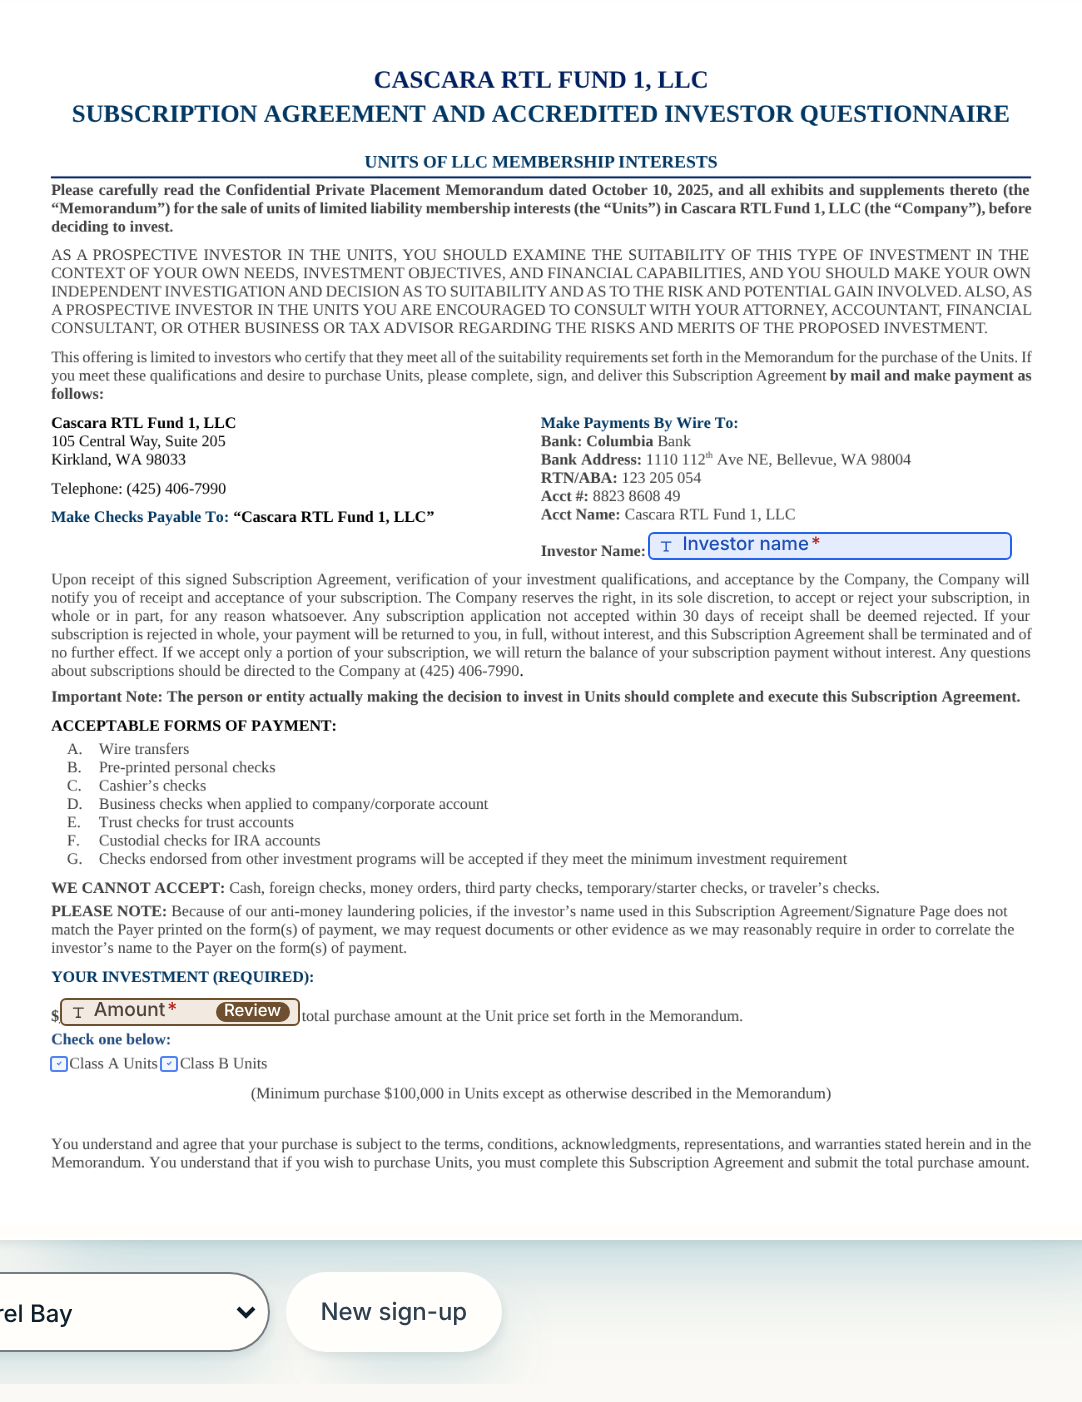 CASCARA RTL FUND 1, LLC
SUBSCRIPTION AGREEMENT AND ACCREDITED INVESTOR QUESTIONNAIRE
UNITS OF LLC MEMBERSHIP INTERESTS
Please carefully read the Confidential Private Placement Memorandum dated October 10, 2025, and all exhibits and supplements thereto (the
“Memorandum”) for the sale of units of limited liability membership interests (the “Units”) in Cascara RTL Fund 1, LLC (the “Company”), before
deciding to invest.
AS A PROSPECTIVE INVESTOR IN THE UNITS, YOU SHOULD EXAMINE THE SUITABILITY OF THIS TYPE OF INVESTMENT IN THE
CONTEXT OF YOUR OWN NEEDS, INVESTMENT OBJECTIVES, AND FINANCIAL CAPABILITIES, AND YOU SHOULD MAKE YOUR OWN
INDEPENDENT INVESTIGATION AND DECISION AS TO SUITABILITY AND AS TO THE RISK AND POTENTIAL GAIN INVOLVED. ALSO, AS
A PROSPECTIVE INVESTOR IN THE UNITS YOU ARE ENCOURAGED TO CONSULT WITH YOUR ATTORNEY, ACCOUNTANT, FINANCIAL
CONSULTANT, OR OTHER BUSINESS OR TAX ADVISOR REGARDING THE RISKS AND MERITS OF THE PROPOSED INVESTMENT.
This offering is limited to investors who certify that they meet all of the suitability requirements set forth in the Memorandum for the purchase of the Units. If
you meet these qualifications and desire to purchase Units, please complete, sign, and deliver this Subscription Agreement by mail and make payment as
follows:
Cascara RTL Fund 1, LLC
105 Central Way, Suite 205
Kirkland, WA 98033
Telephone: (425) 406-7990
Make Checks Payable To: “Cascara RTL Fund 1, LLC”
Make Payments By Wire To:
Bank: Columbia Bank
Bank Address: 1110 112th Ave NE, Bellevue, WA 98004
RTN/ABA: 123 205 054
Acct #: 8823 8608 49
Acct Name: Cascara RTL Fund 1, LLC
Investor Name: T Investor name*
Upon receipt of this signed Subscription Agreement, verification of your investment qualifications, and acceptance by the Company, the Company will
notify you of receipt and acceptance of your subscription. The Company reserves the right, in its sole discretion, to accept or reject your subscription, in
whole or in part, for any reason whatsoever. Any subscription application not accepted within 30 days of receipt shall be deemed rejected. If your
subscription is rejected in whole, your payment will be returned to you, in full, without interest, and this Subscription Agreement shall be terminated and of
no further effect. If we accept only a portion of your subscription, we will return the balance of your subscription payment without interest. Any questions
about subscriptions should be directed to the Company at (425) 406-7990.
Important Note: The person or entity actually making the decision to invest in Units should complete and execute this Subscription Agreement.
ACCEPTABLE FORMS OF PAYMENT:
A. Wire transfers
B. Pre-printed personal checks
C. Cashier’s checks
D. Business checks when applied to company/corporate account
E. Trust checks for trust accounts
F. Custodial checks for IRA accounts
G. Checks endorsed from other investment programs will be accepted if they meet the minimum investment requirement
WE CANNOT ACCEPT: Cash, foreign checks, money orders, third party checks, temporary/starter checks, or traveler’s checks.
PLEASE NOTE: Because of our anti-money laundering policies, if the investor’s name used in this Subscription Agreement/Signature Page does not
match the Payer printed on the form(s) of payment, we may request documents or other evidence as we may reasonably require in order to correlate the
investor’s name to the Payer on the form(s) of payment.
YOUR INVESTMENT (REQUIRED):
$ T Amount* Review total purchase amount at the Unit price set forth in the Memorandum.
Check one below:
Class A Units Class B Units
(Minimum purchase $100,000 in Units except as otherwise described in the Memorandum)
You understand and agree that your purchase is subject to the terms, conditions, acknowledgments, representations, and warranties stated herein and in the
Memorandum. You understand that if you wish to purchase Units, you must complete this Subscription Agreement and submit the total purchase amount.
rel Bay
New sign-up